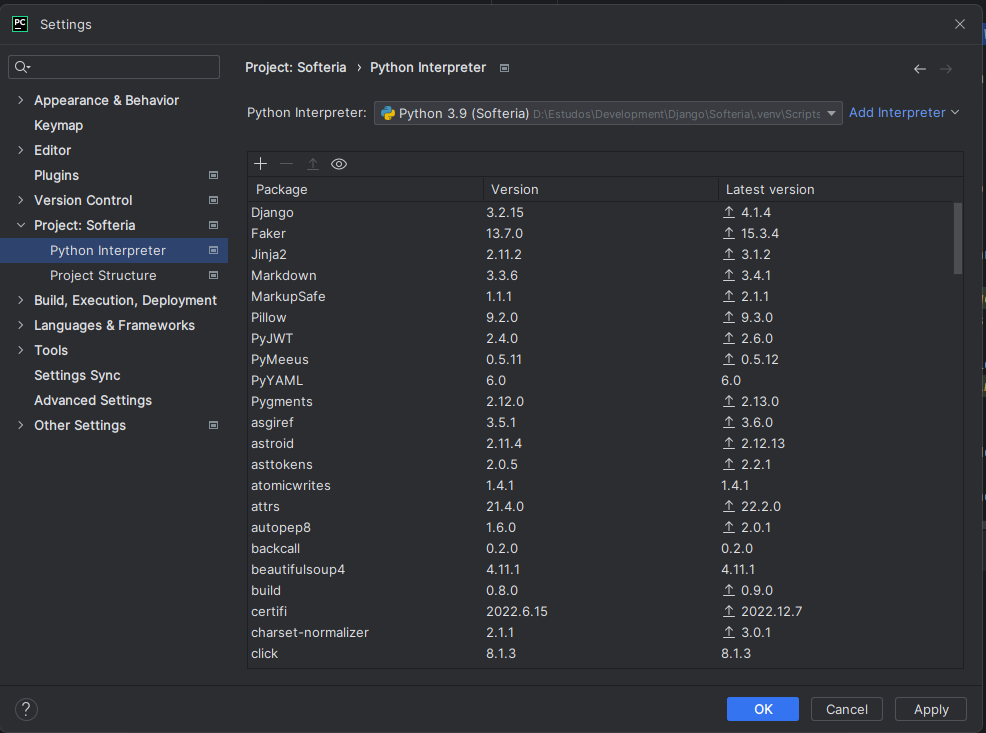 PC
Settings
Project: Softeria › Python Interpreter
Appearance & Behavior
Keymap
Editor
Plugins
Version Control
Project: Softeria
Python Interpreter
Project Structure
Build, Execution, Deployment
Languages & Frameworks
Tools
Settings Sync
Advanced Settings
Other Settings
Python Interpreter: Python 3.9 (Softeria) D:\Estudos\Development\Django\Softeria\.venv\Scripts Add Interpreter
Package Version Latest version
Django 3.2.15 4.1.4
Faker 13.7.0 15.3.4
Jinja2 2.11.2 3.1.2
Markdown 3.3.6 3.4.1
MarkupSafe 1.1.1 2.1.1
Pillow 9.2.0 9.3.0
PyJWT 2.4.0 2.6.0
PyMeeus 0.5.11 0.5.12
PyYAML 6.0 6.0
Pygments 2.12.0 2.13.0
asgiref 3.5.1 3.6.0
astroid 2.11.4 2.12.13
asttokens 2.0.5 2.2.1
atomicwrites 1.4.1 1.4.1
attrs 21.4.0 22.2.0
autopep8 1.6.0 2.0.1
backcall 0.2.0 0.2.0
beautifulsoup4 4.11.1 4.11.1
build 0.8.0 0.9.0
certifi 2022.6.15 2022.12.7
charset-normalizer 2.1.1 3.0.1
click 8.1.3 8.1.3
? OK Cancel Apply